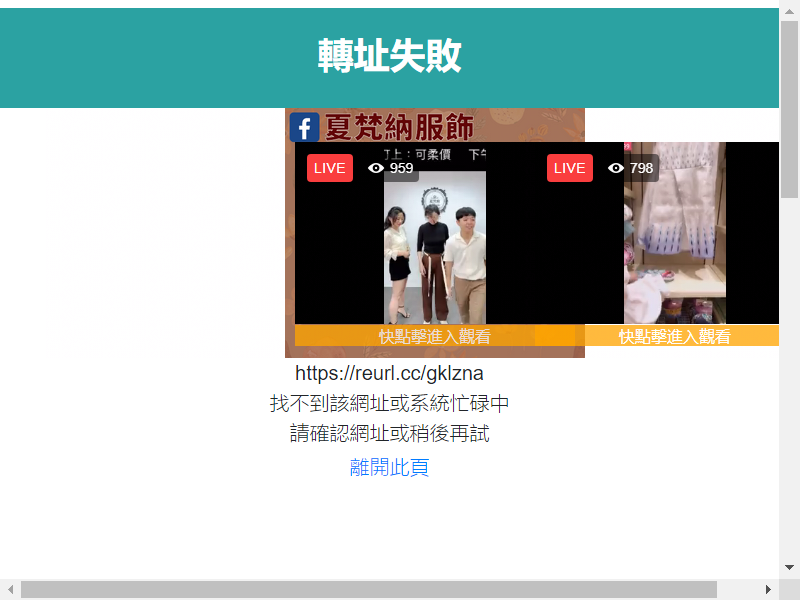 轉址失敗
夏梵納服飾
上：可柔價 下午
LIVE 959
LIVE 798
快點擊進入觀看
快點擊進入觀看
https://reurl.cc/gklzna
找不到該網址或系統忙碌中
請確認網址或稍後再試
離開此頁